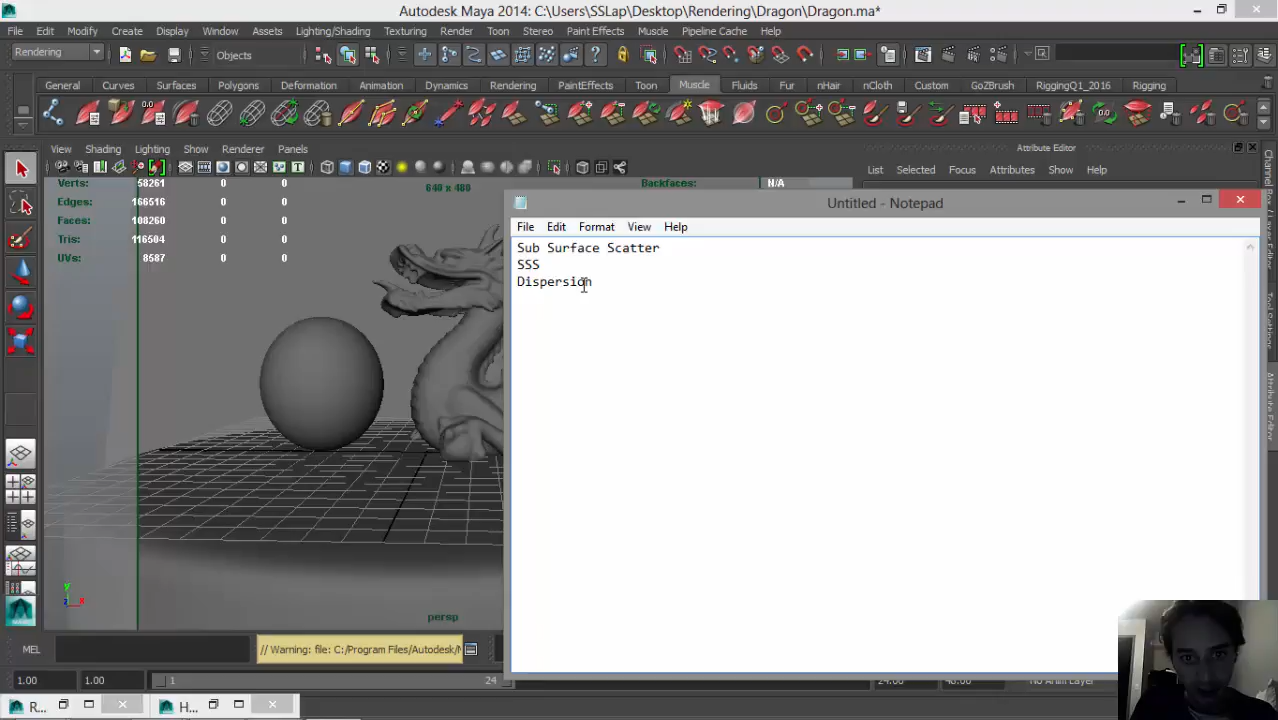 Autodesk Maya 2014: C:\Users\SSLap\Desktop\Rendering\Dragon\Dragon.ma*
File Edit Modify Create Display Window Assets Lighting/Shading Texturing Render Toon Stereo Paint Effects Muscle Pipeline Cache Help
Rendering Objects
General Curves Surfaces Polygons Deformation Animation Dynamics Rendering PaintEffects Toon Muscle Fluids Fur nHair nCloth Custom GoZBrush RiggingQ1_2016 Rigging
View Shading Lighting Show Renderer Panels
Attribute Editor
List Selected Focus Attributes Show Help
Verts: 58261 0 0
Edges: 166516 0 0
Faces: 108260 0 0
Tris: 116504 0 0
UVs: 8587 0 0
640 x 480
Backfaces: N/A
Untitled - Notepad
File Edit Format View Help
Sub Surface Scatter
SSS
Dispersion
persp
MEL
// Warning: file: C:/Program Files/Autodesk/
1.00 1.00 1 24 24.00 48.00 No Anim Layer
R...
H...
Channel Box
Tool Settings
Attribute Editor